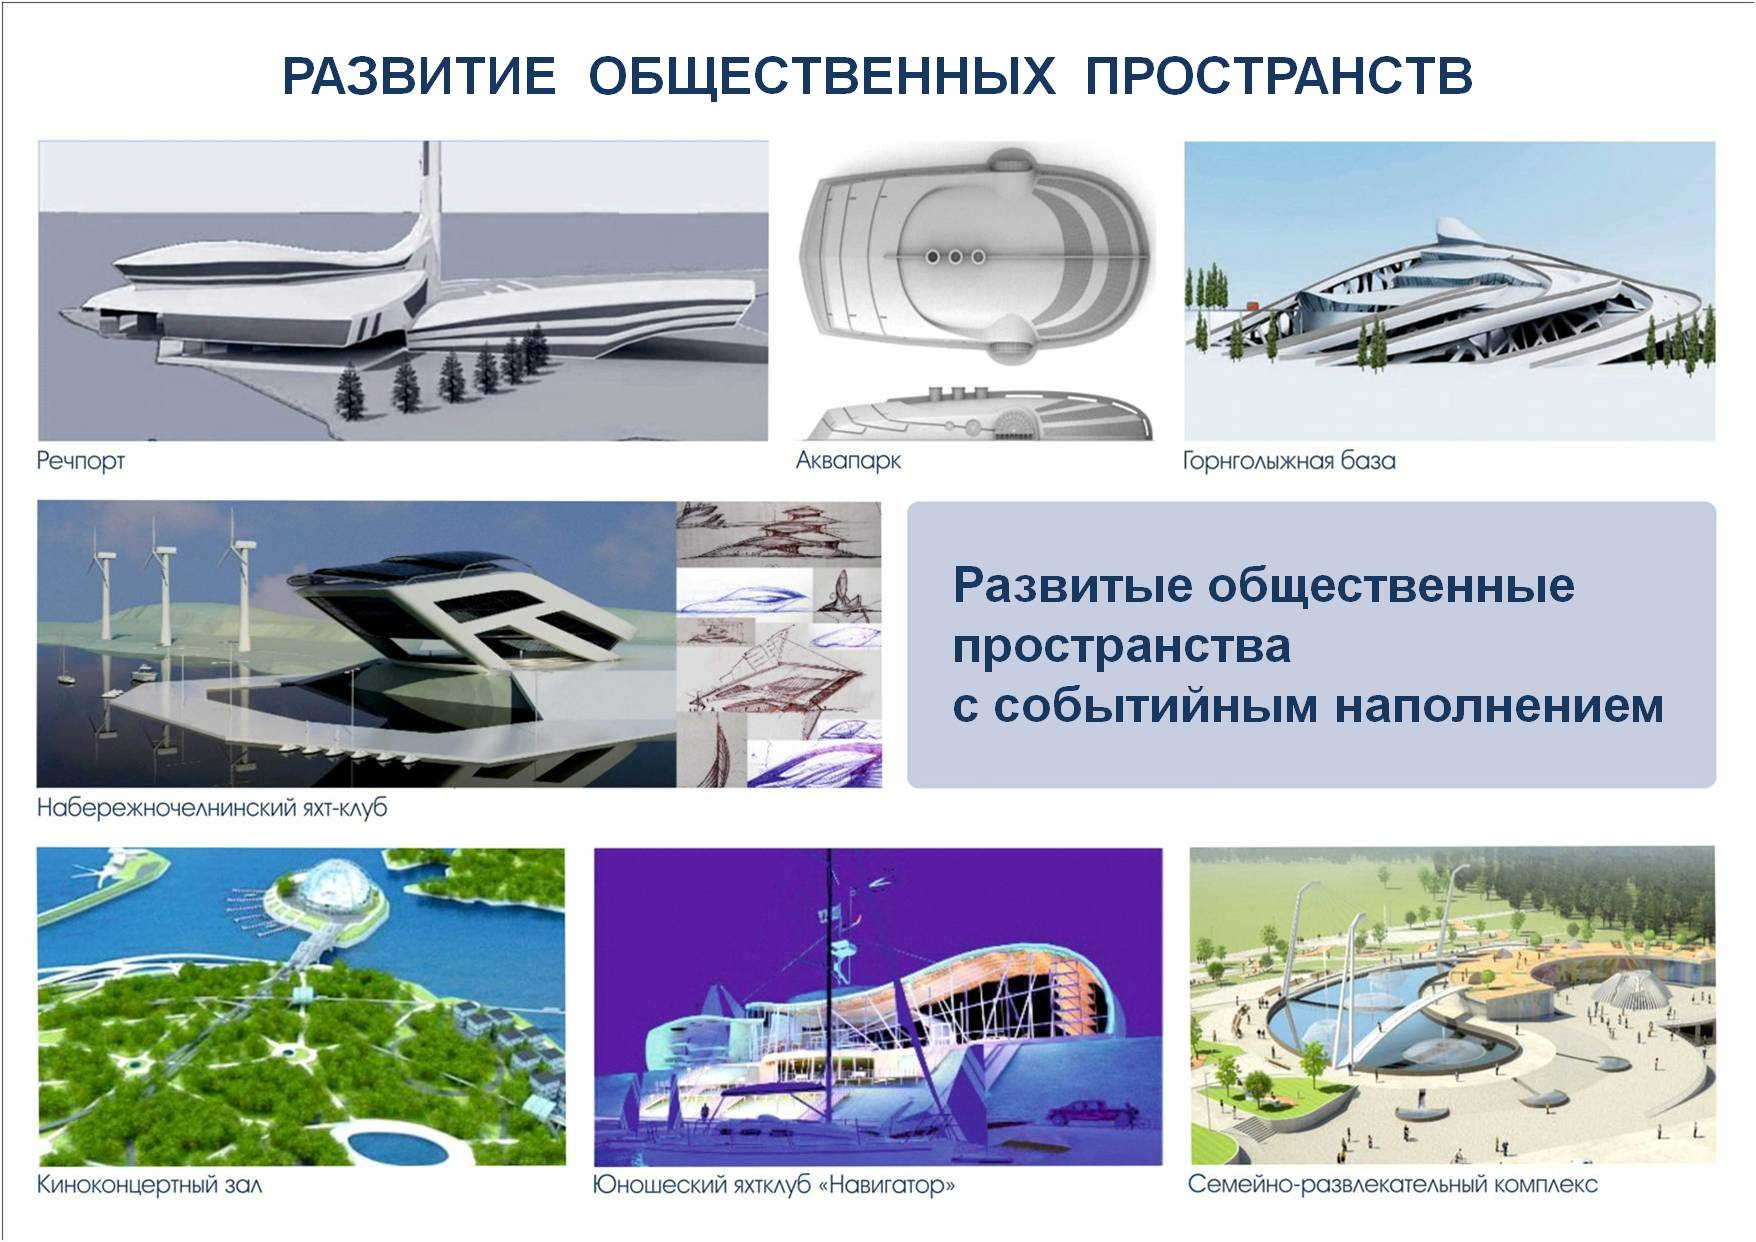 РАЗВИТИЕ ОБЩЕСТВЕННЫХ ПРОСТРАНСТВ
Речпорт
Аквапарк
Горнголыжная база
Развитые общественные
пространства
с событийным наполнением
Набережночелнинский яхт-клуб
Киноконцертный зал
Юношеский яхтклуб «Навигатор»
Семейно-развлекательный комплекс